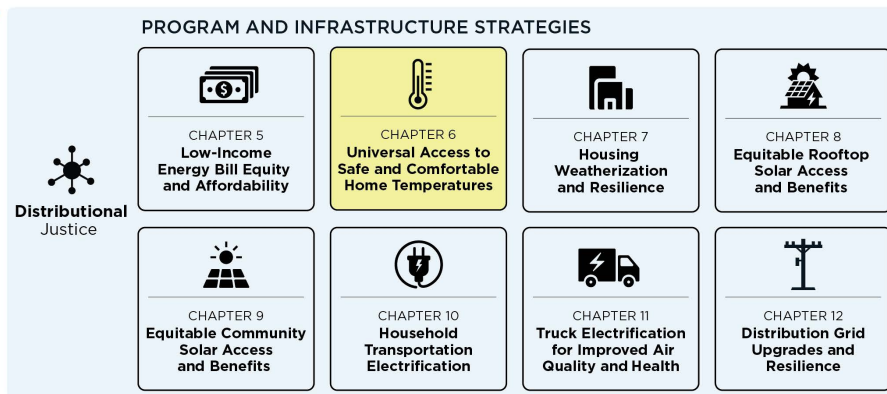 PROGRAM AND INFRASTRUCTURE STRATEGIES
Distributional
Justice
$
CHAPTER 5
Low-Income
Energy Bill Equity
and Affordability
CHAPTER 6
Universal Access to
Safe and Comfortable
Home Temperatures
CHAPTER 7
Housing
Weatherization
and Resilience
CHAPTER 8
Equitable Rooftop
Solar Access
and Benefits
CHAPTER 9
Equitable Community
Solar Access
and Benefits
CHAPTER 10
Household
Transportation
Electrification
CHAPTER 11
Truck Electrification
for Improved Air
Quality and Health
CHAPTER 12
Distribution Grid
Upgrades and
Resilience